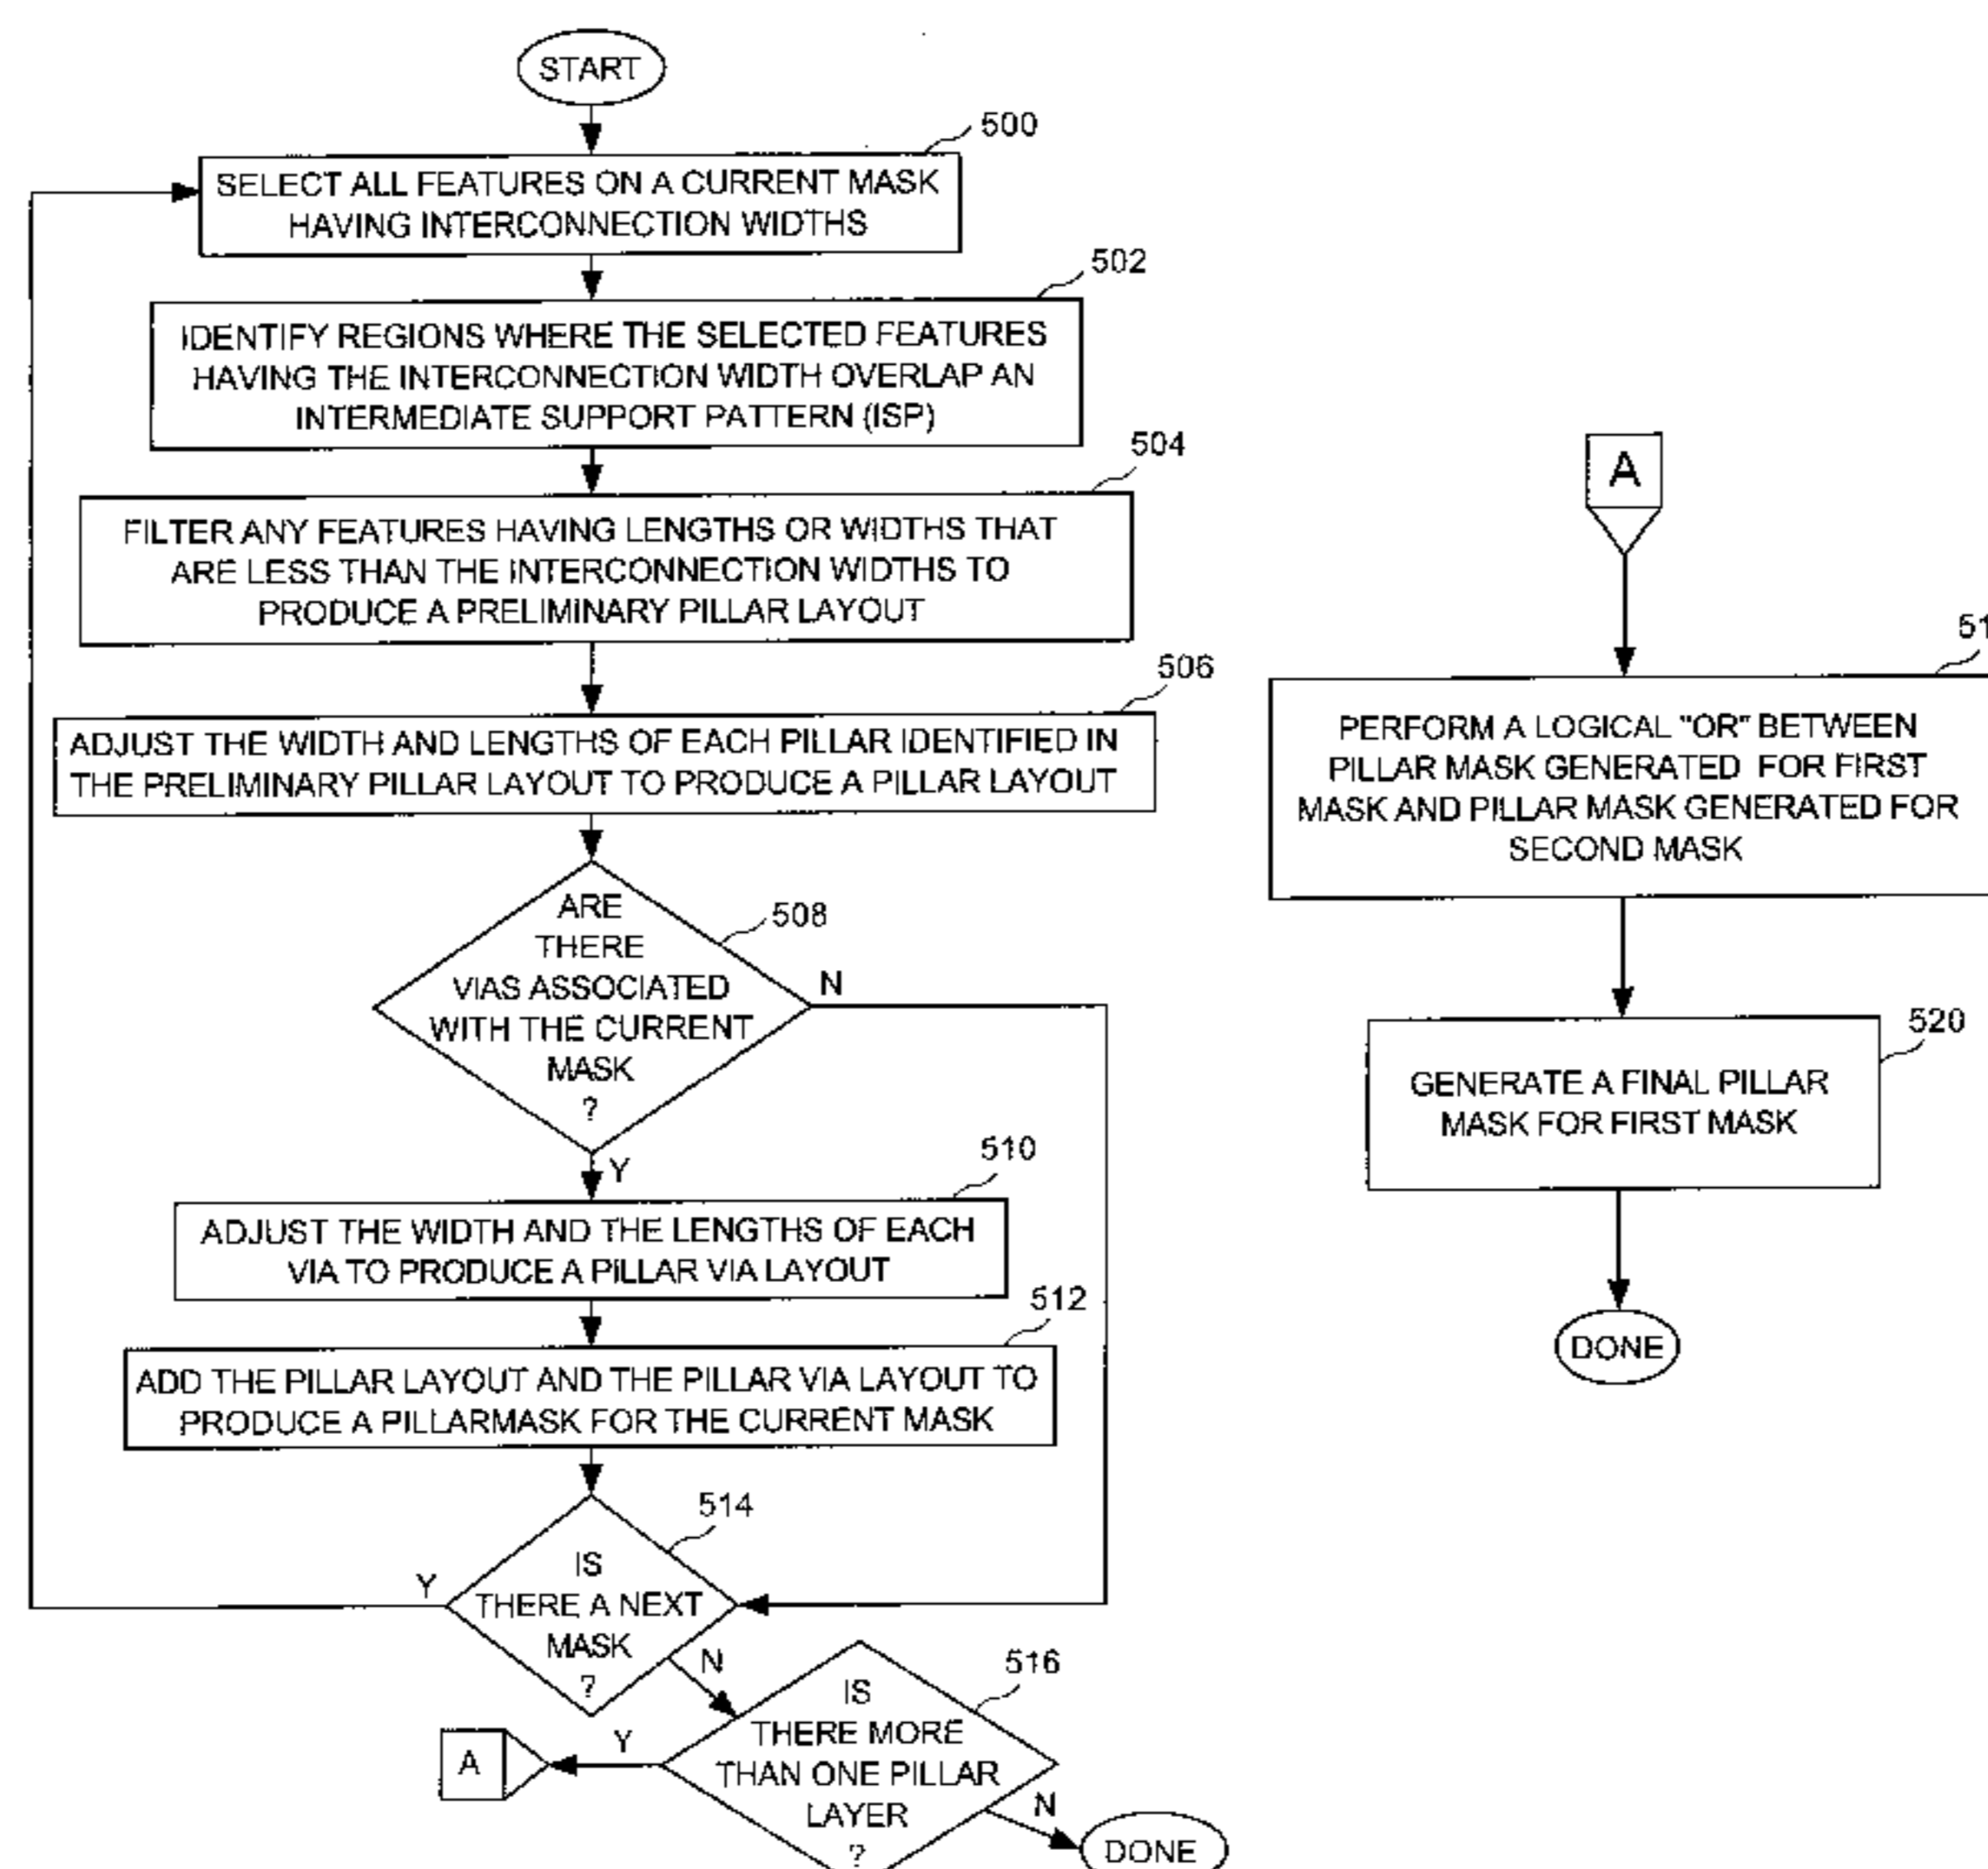 START
500
SELECT ALL FEATURES ON A CURRENT MASK
HAVING INTERCONNECTION WIDTHS
502
IDENTIFY REGIONS WHERE THE SELECTED FEATURES
HAVING THE INTERCONNECTION WIDTH OVERLAP AN
INTERMEDIATE SUPPORT PATTERN (ISP)
504
FILTER ANY FEATURES HAVING LENGTHS OR WIDTHS THAT
ARE LESS THAN THE INTERCONNECTION WIDTHS TO
PRODUCE A PRELIMINARY PILLAR LAYOUT
506
ADJUST THE WIDTH AND LENGTHS OF EACH PILLAR IDENTIFIED IN
THE PRELIMINARY PILLAR LAYOUT TO PRODUCE A PILLAR LAYOUT
508
ARE
THERE
VIAS ASSOCIATED
WITH THE CURRENT
MASK
?
N
Y
510
ADJUST THE WIDTH AND THE LENGTHS OF EACH
VIA TO PRODUCE A PILLAR VIA LAYOUT
512
ADD THE PILLAR LAYOUT AND THE PILLAR VIA LAYOUT TO
PRODUCE A PILLARMASK FOR THE CURRENT MASK
514
IS
THERE A NEXT
MASK
?
Y
N
516
IS
THERE MORE
THAN ONE PILLAR
LAYER
?
Y
A
N
DONE
A
PERFORM A LOGICAL "OR" BETWEEN
PILLAR MASK GENERATED FOR FIRST
MASK AND PILLAR MASK GENERATED FOR
SECOND MASK
520
GENERATE A FINAL PILLAR
MASK FOR FIRST MASK
DONE